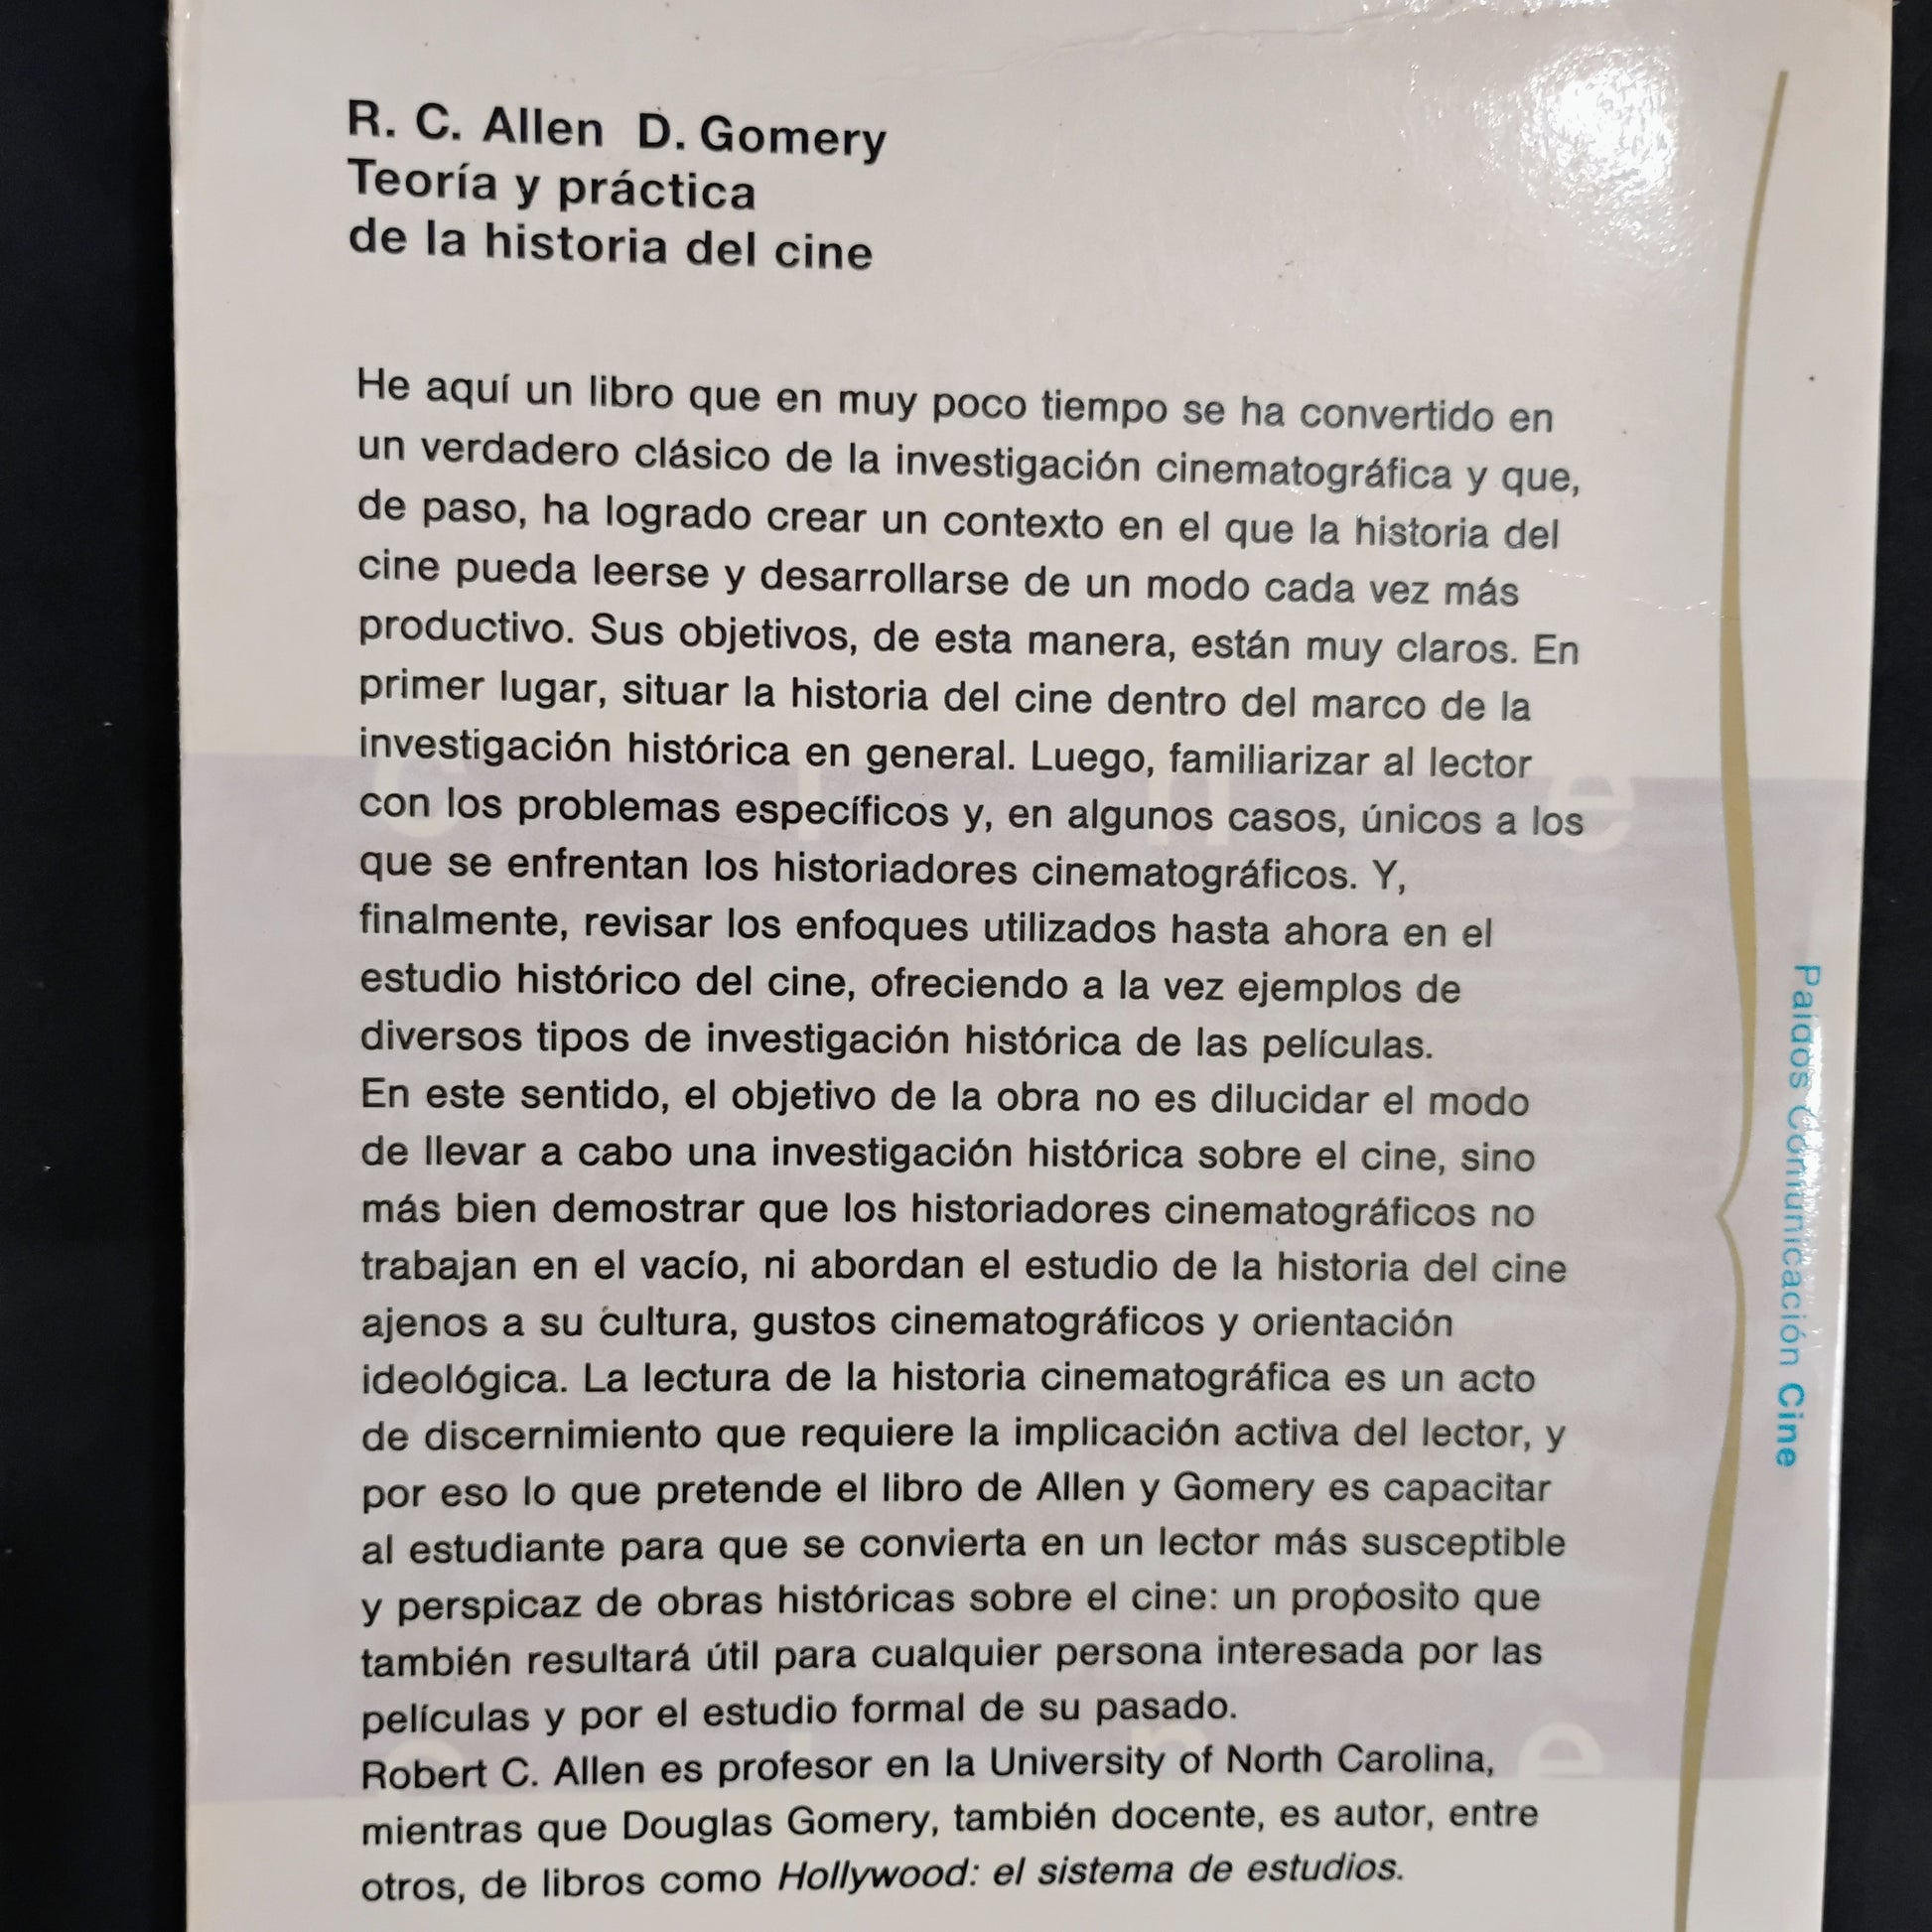 R. C. Allen D. Gomery
Teoría y práctica
de la historia del cine
He aquí un libro que en muy poco tiempo se ha convertido en
un verdadero clásico de la investigación cinematográfica y que,
de paso, ha logrado crear un contexto en el que la historia del
cine pueda leerse y desarrollarse de un modo cada vez más
productivo. Sus objetivos, de esta manera, están muy claros. En
primer lugar, situar la historia del cine dentro del marco de la
investigación histórica en general. Luego, familiarizar al lector
con los problemas específicos y, en algunos casos, únicos a los
que se enfrentan los historiadores cinematográficos. Y,
finalmente, revisar los enfoques utilizados hasta ahora en el
estudio histórico del cine, ofreciendo a la vez ejemplos de
diversos tipos de investigación histórica de las películas.
En este sentido, el objetivo de la obra no es dilucidar el modo
de llevar a cabo una investigación histórica sobre el cine, sino
más bien demostrar que los historiadores cinematográficos no
trabajan en el vacío, ni abordan el estudio de la historia del cine
ajenos a su cultura, gustos cinematográficos y orientación
ideológica. La lectura de la historia cinematográfica es un acto
de discernimiento que requiere la implicación activa del lector, y
por eso lo que pretende el libro de Allen y Gomery es capacitar
al estudiante para que se convierta en un lector más susceptible
y perspicaz de obras históricas sobre el cine: un propósito que
también resultará útil para cualquier persona interesada por las
películas y por el estudio formal de su pasado.
Robert C. Allen es profesor en la University of North Carolina,
mientras que Douglas Gomery, también docente, es autor, entre
otros, de libros como Hollywood: el sistema de estudios.
cine
cine
Paidós Comunicación Cine